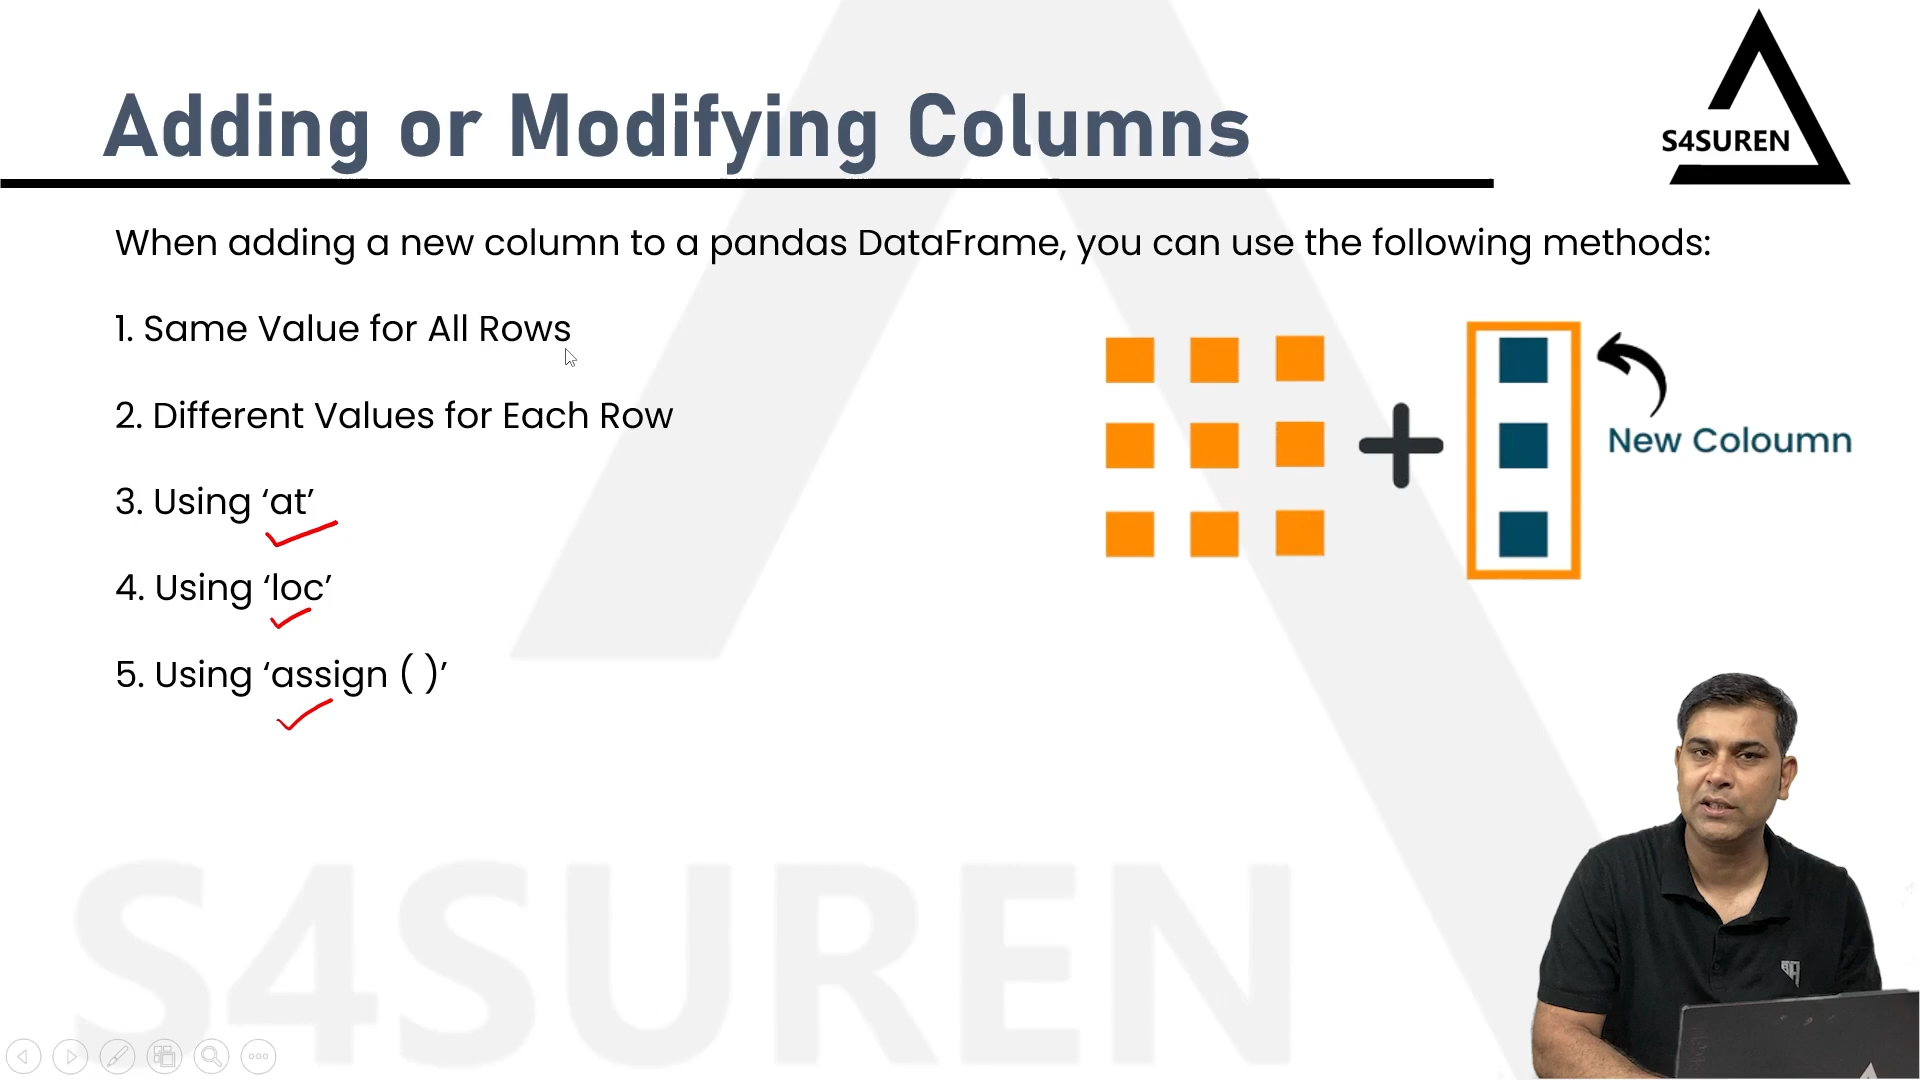 Adding or Modifying Columns
S4SUREN
When adding a new column to a pandas DataFrame, you can use the following methods:
1. Same Value for All Rows
2. Different Values for Each Row
3. Using ‘at’
4. Using ‘loc’
5. Using ‘assign ( )’
New Coloumn
S4SUREN